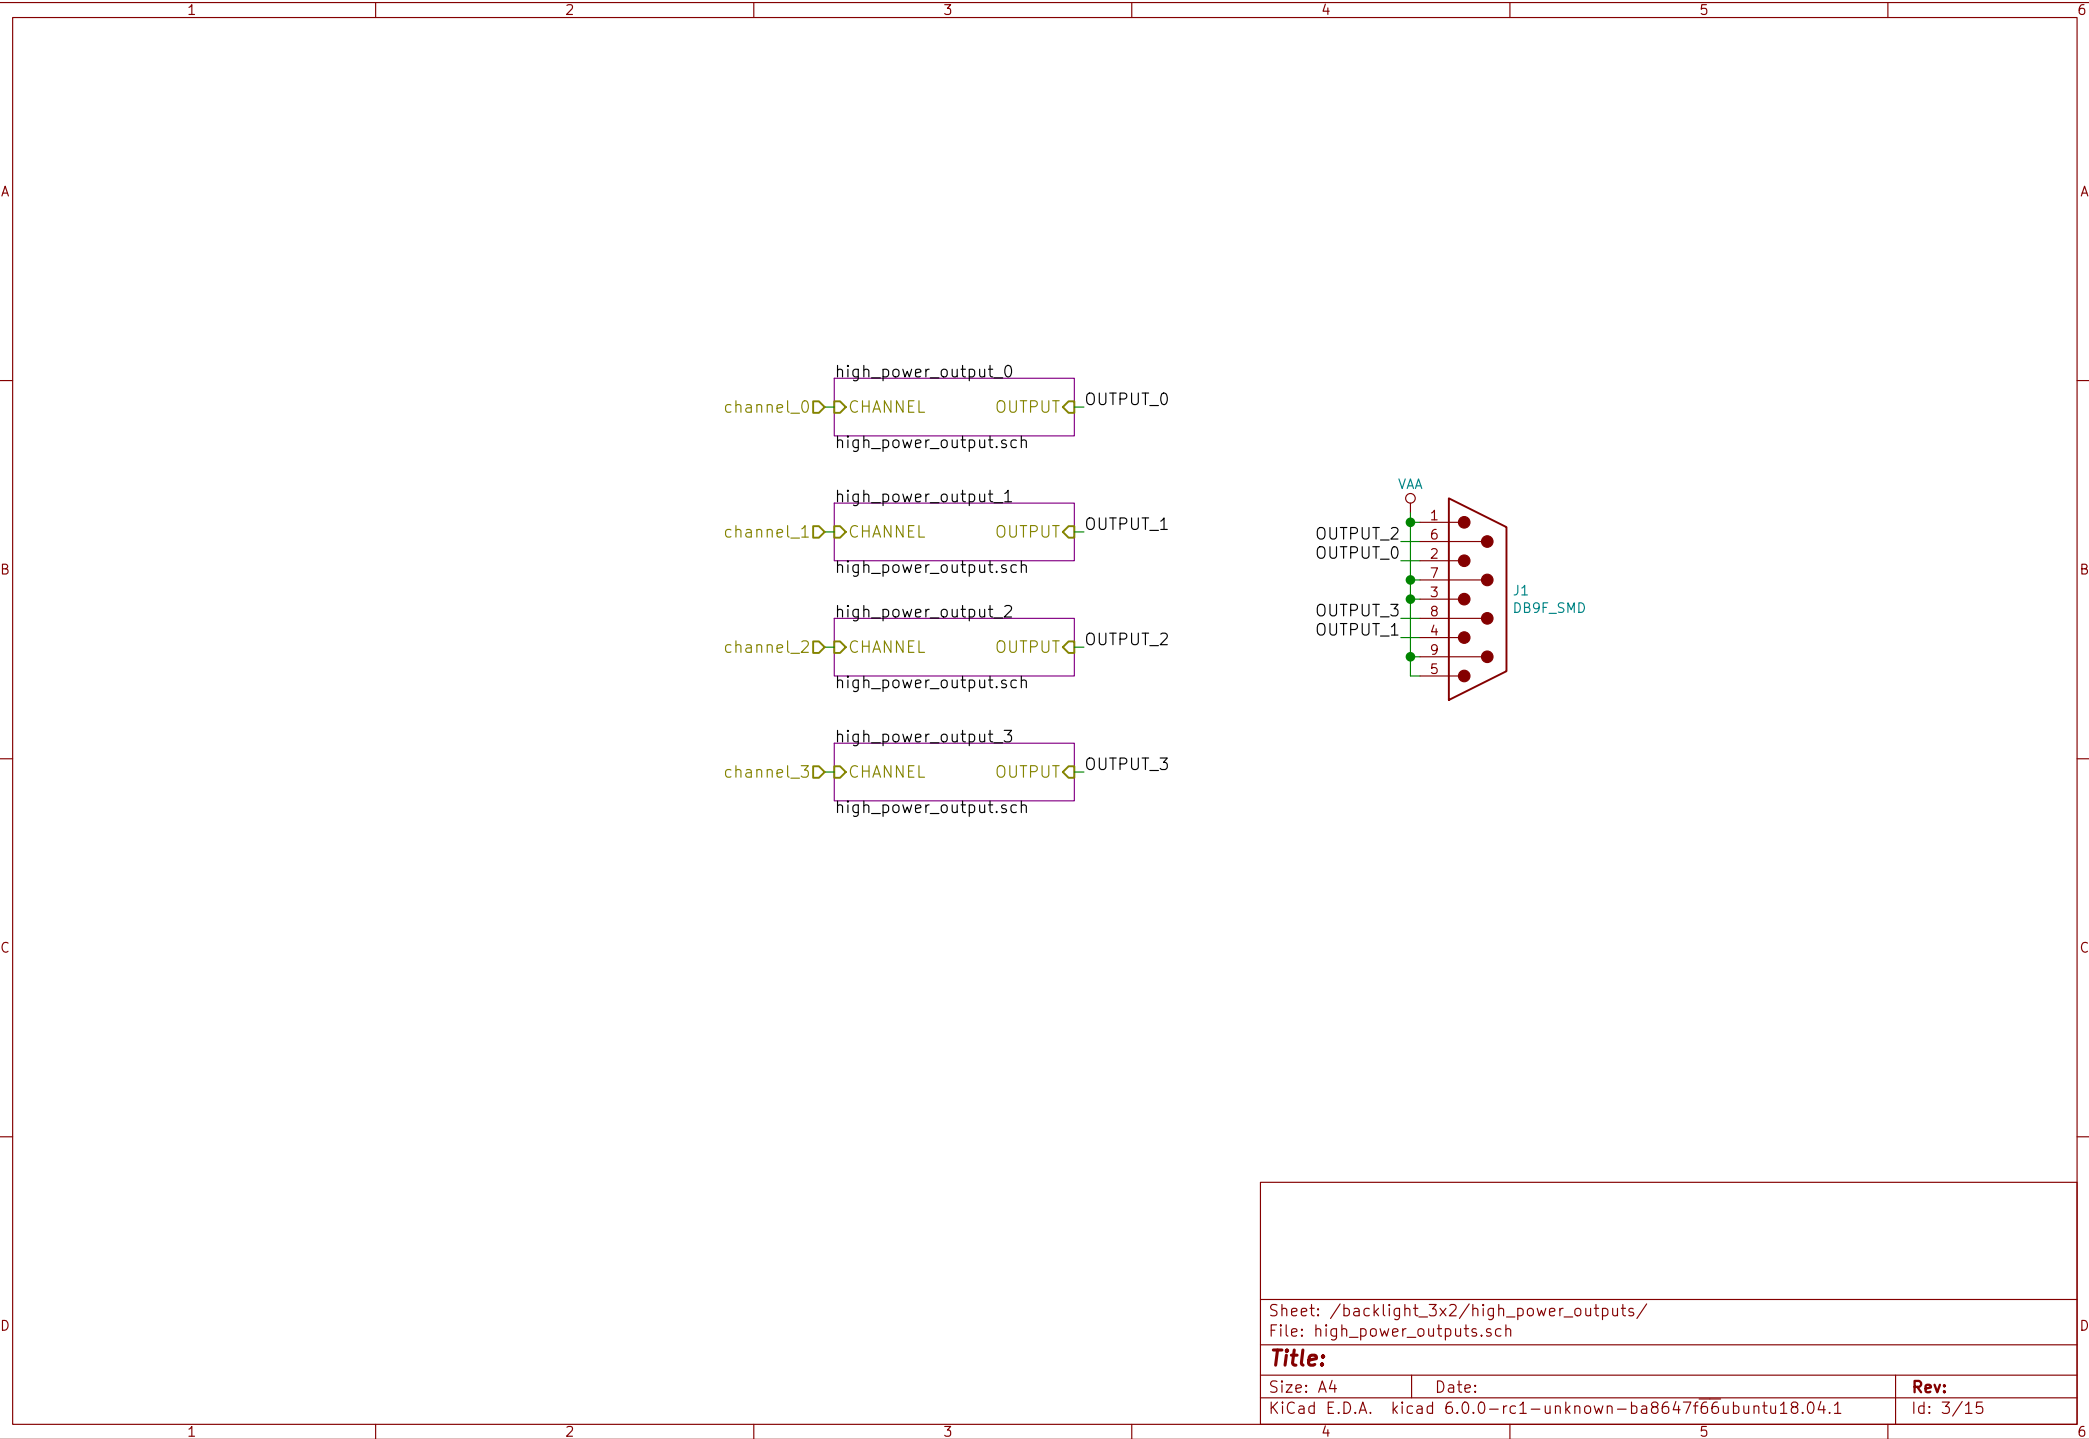 1 2 3 4 5 6
A A
high_power_output_0
channel_0 CHANNEL OUTPUT OUTPUT_0
high_power_output.sch
high_power_output_1
channel_1 CHANNEL OUTPUT OUTPUT_1
high_power_output.sch
high_power_output_2
channel_2 CHANNEL OUTPUT OUTPUT_2
high_power_output.sch
high_power_output_3
channel_3 CHANNEL OUTPUT OUTPUT_3
high_power_output.sch
VAA
1
OUTPUT_2 6
OUTPUT_0 2
7
3
OUTPUT_3 8
OUTPUT_1 4
9
5
J1
DB9F_SMD
B B
C C
D D
Sheet: /backlight_3x2/high_power_outputs/
File: high_power_outputs.sch
Title:
Size: A4 Date: Rev:
KiCad E.D.A. kicad 6.0.0-rc1-unknown-ba8647f66ubuntu18.04.1 Id: 3/15
1 2 3 4 5 6